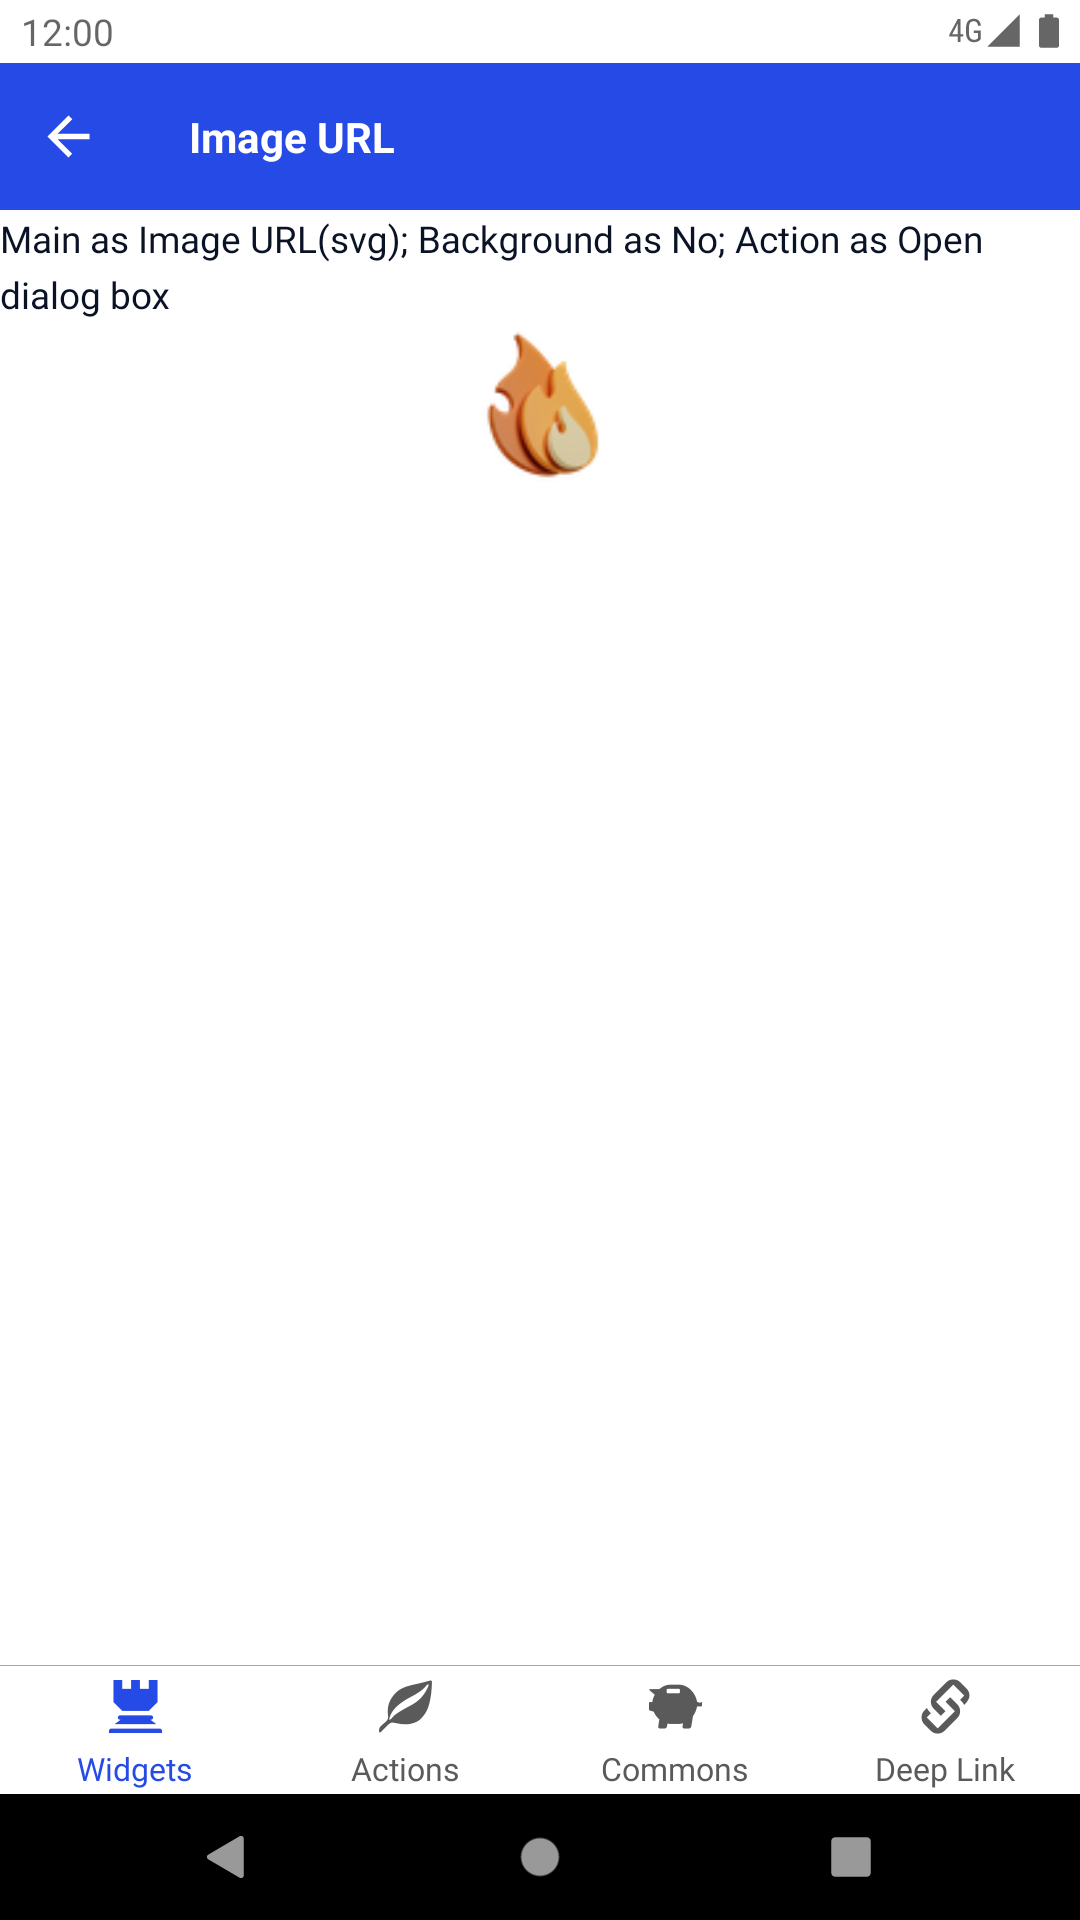 12:00
4G
Image URL
Main as Image URL(svg); Background as No; Action as Open
dialog box
Widgets
Actions
Commons
Deep Link